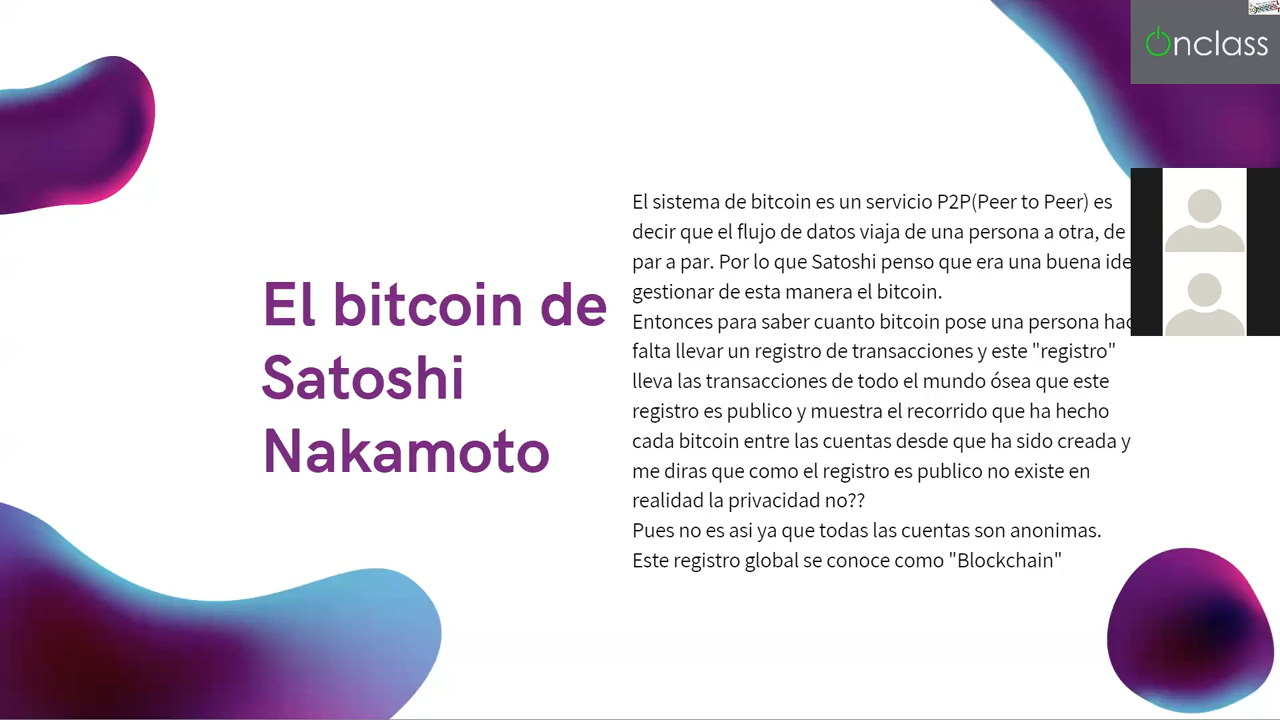 Onclass
El bitcoin de
Satoshi
Nakamoto
El sistema de bitcoin es un servicio P2P(Peer to Peer) es
decir que el flujo de datos viaja de una persona a otra, de
par a par. Por lo que Satoshi penso que era una buena ide
gestionar de esta manera el bitcoin.
Entonces para saber cuanto bitcoin pose una persona hac
falta llevar un registro de transacciones y este "registro"
lleva las transacciones de todo el mundo ósea que este
registro es publico y muestra el recorrido que ha hecho
cada bitcoin entre las cuentas desde que ha sido creada y
me diras que como el registro es publico no existe en
realidad la privacidad no??
Pues no es asi ya que todas las cuentas son anonimas.
Este registro global se conoce como "Blockchain"